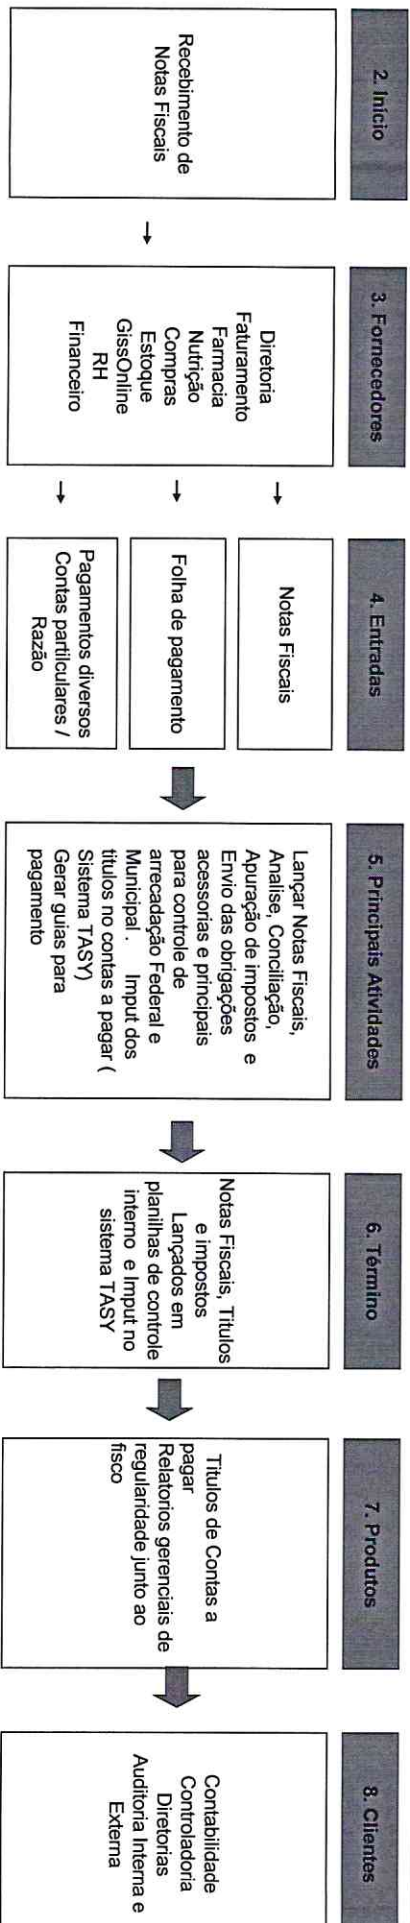 2. Início
Recebimento de
Notas Fiscais
3. Fornecedores
Diretoria
Faturamento
Farmacia
Nutrição
Compras
Estoque
GissOnline
RH
Financeiro
4. Entradas
Notas Fiscais
Folha de pagamento
Pagamentos diversos
Contas partilculares /
Razão
5. Principais Atividades
Lançar Notas Fiscais,
Analise, Conciliação,
Apuração de impostos e
Envio das obrigações
acessorias e principais
para controle de
arrecadação Federal e
Municipal . Imput dos
titulos no contas a pagar (
Sistema TASY)
Gerar guias para
pagamento
6. Término
Notas Fiscais, Titulos
e impostos
Lançados em
planilhas de controle
interno e Imput no
sistema TASY
7. Produtos
Titulos de Contas a
pagar
Relatorios gerenciais de
regularidade junto ao
fisco
8. Clientes
Contabilidade
Controladoria
Diretorias
Auditoria Interna e
Externa